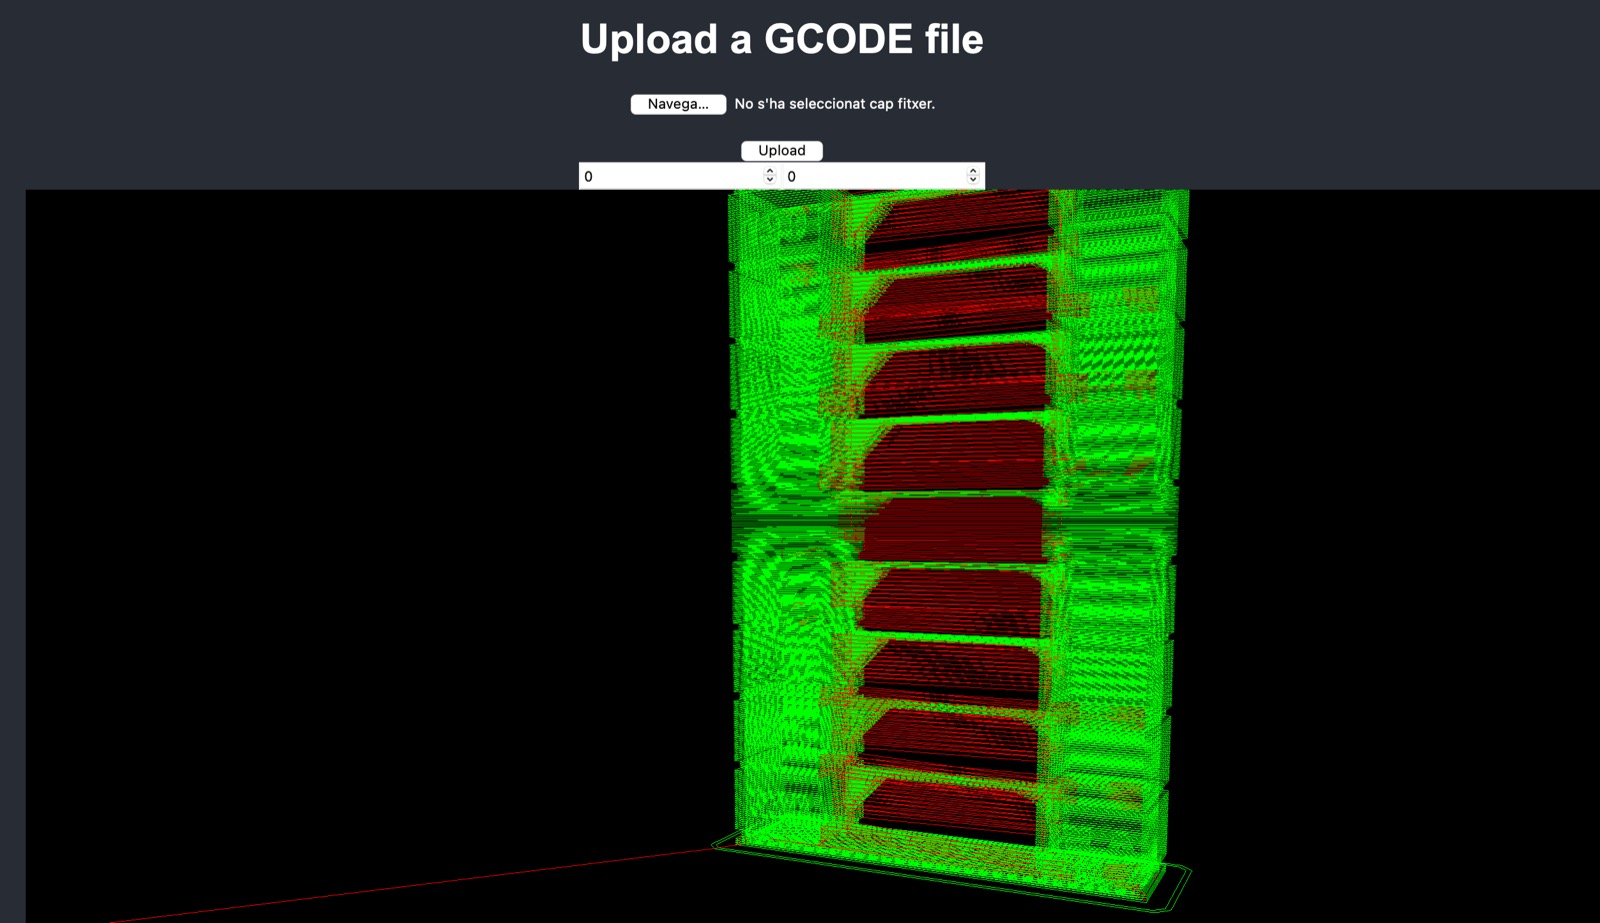 Upload a GCODE file
Navega... No s'ha seleccionat cap fitxer.
Upload
0 0